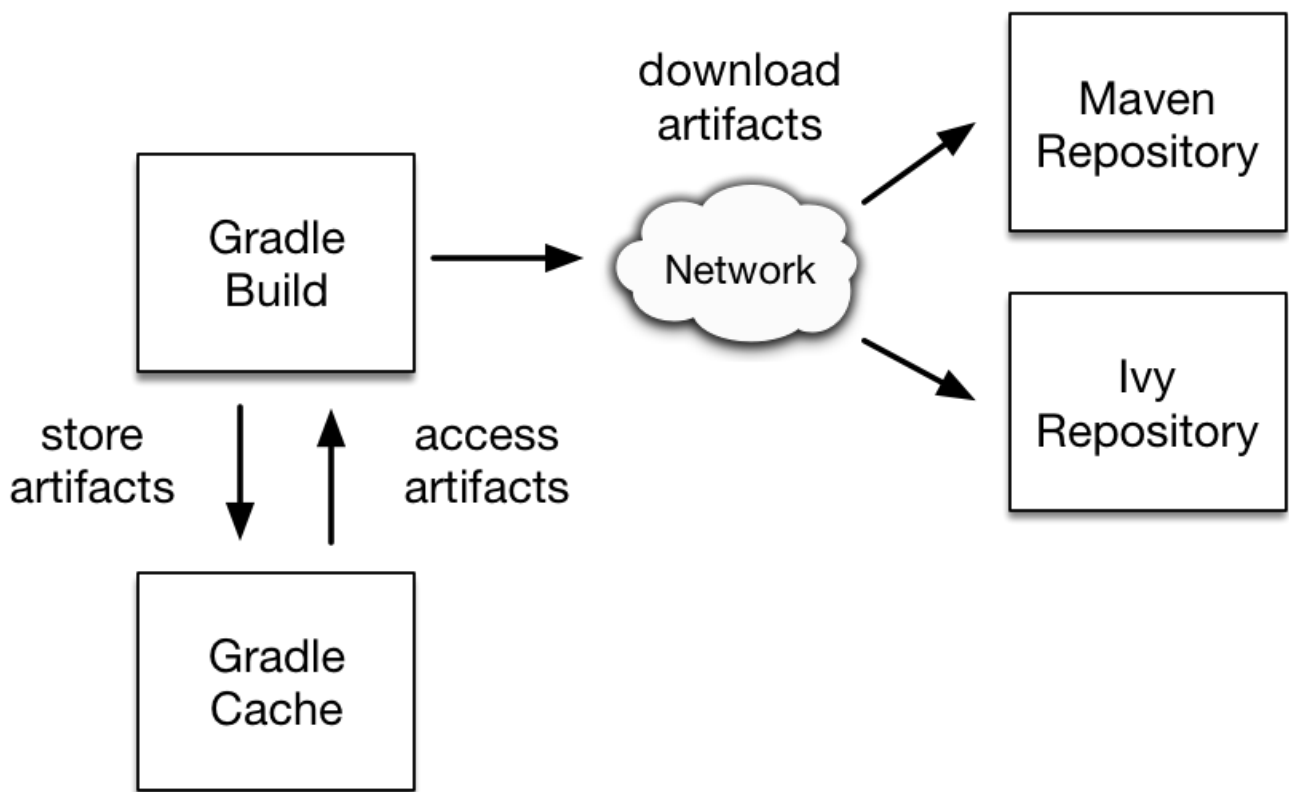 download
artifacts
Maven
Repository
Gradle
Build
Network
Ivy
Repository
store
artifacts
access
artifacts
Gradle
Cache